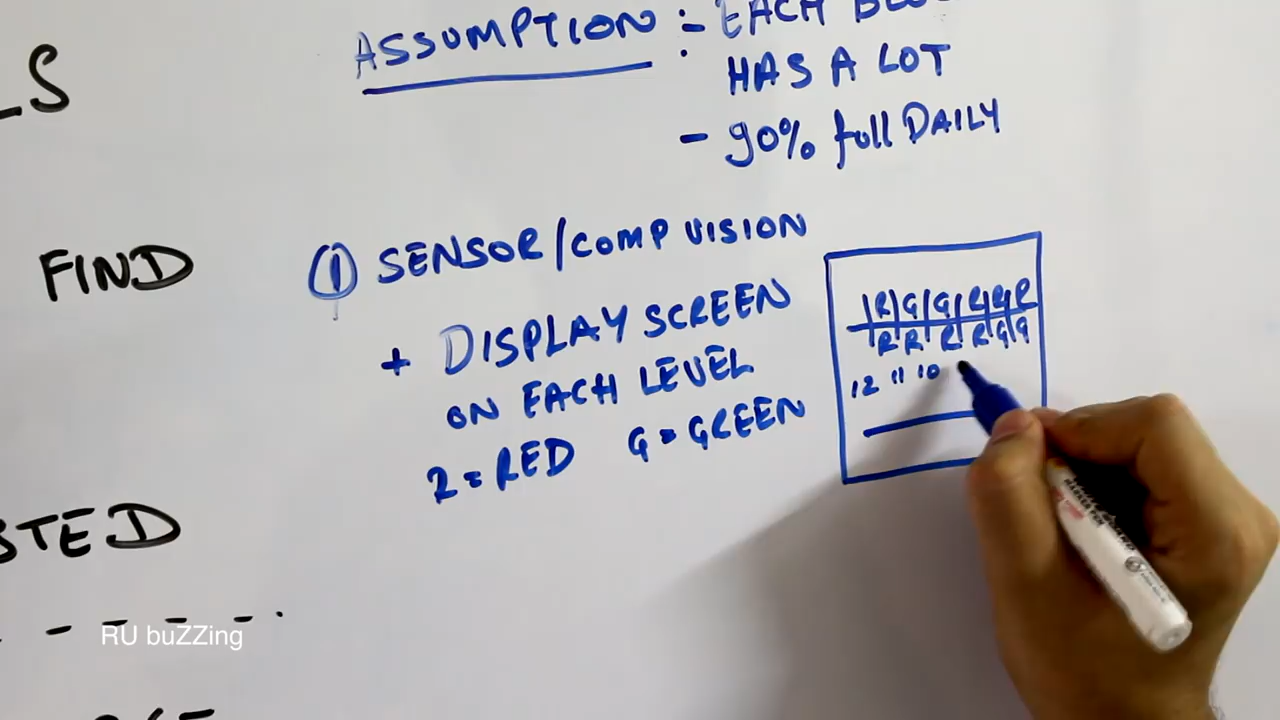 ASSUMPTION :- EACH
HAS A LOT
- 90% full DAILY
LS
FIND
① SENSOR/COMP VISION
+ DISPLAY SCREEN
ON EACH LEVEL
R = RED G = GREEN
R G G R R R
R R R R G G
12 11 10
STED
RU buZZing